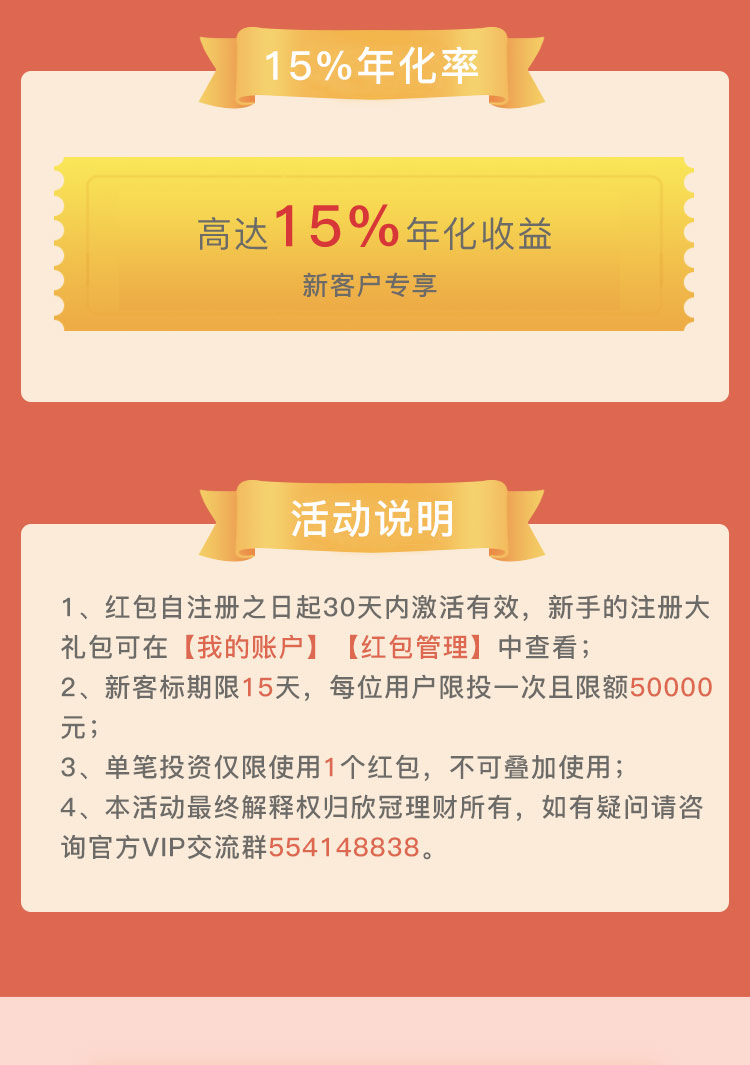 15%年化率
高达15%年化收益
新客户专享
活动说明
1、红包自注册之日起30天内激活有效，新手的注册大
礼包可在【我的账户】【红包管理】中查看；
2、新客标期限15天，每位用户限投一次且限额50000
元；
3、单笔投资仅限使用1个红包，不可叠加使用；
4、本活动最终解释权归欣冠理财所有，如有疑问请咨
询官方VIP交流群554148838。